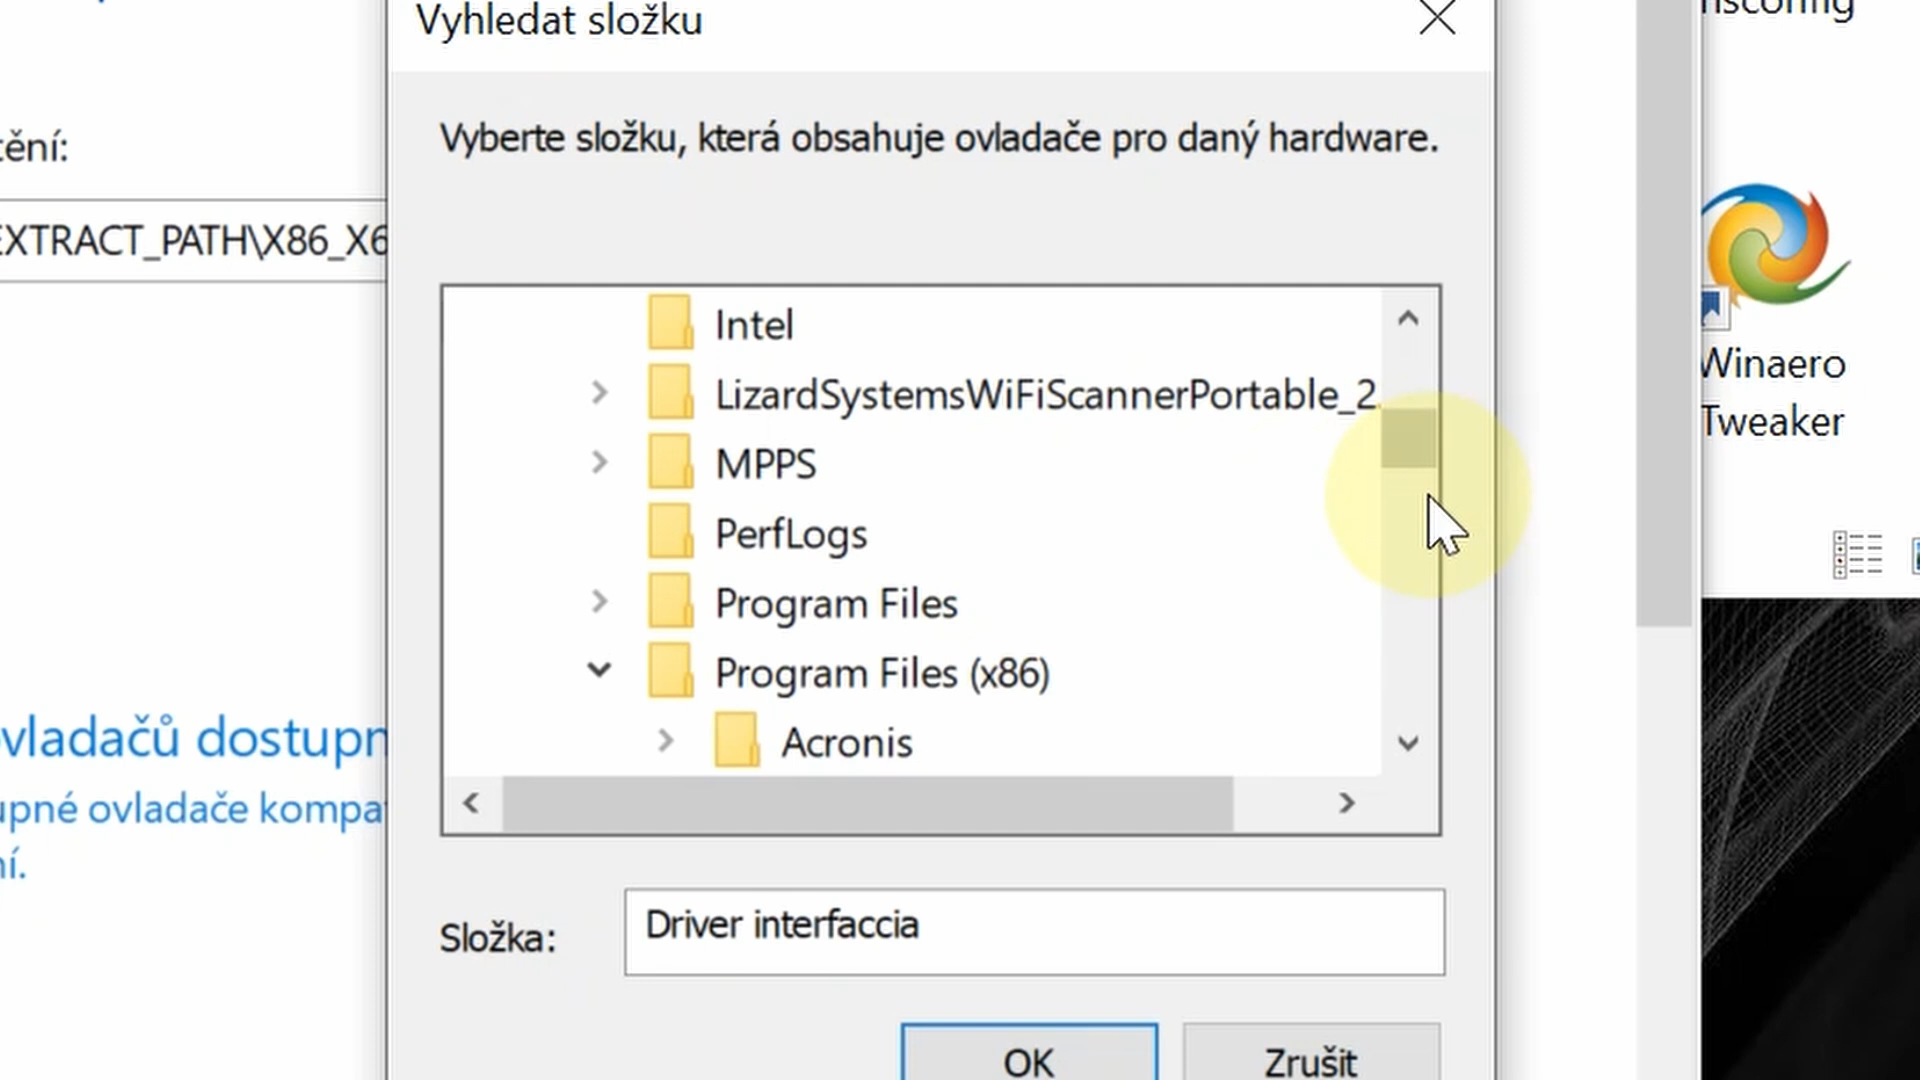 Vyhledat složku
Vyberte složku, která obsahuje ovladače pro daný hardware.
tění:
EXTRACT_PATH\X86_X6
Intel
LizardSystemsWiFiScannerPortable_2.
MPPS
PerfLogs
Program Files
Program Files (x86)
Acronis
ovladačů dostupn
upné ovladače kompa
ní.
Složka:
Driver interfaccia
OK
Zrušit
msconfig
Winaero
Tweaker